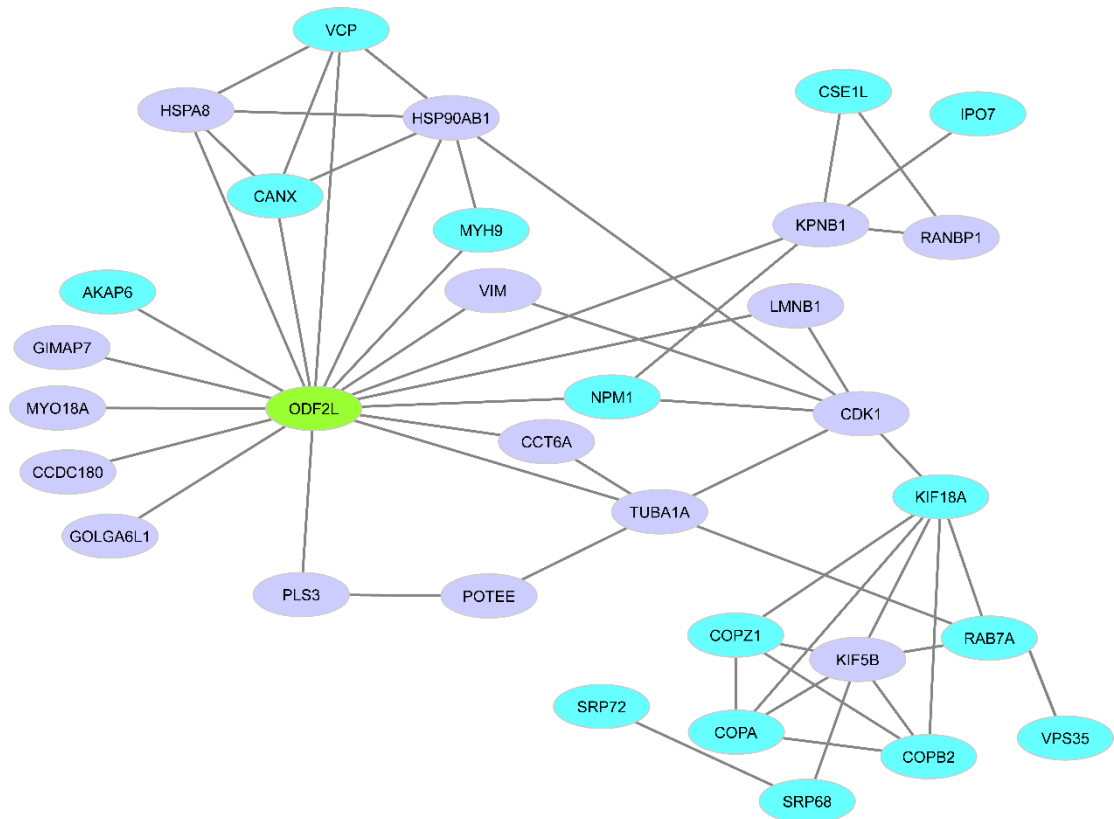 VCP
CSE1L
HSPA8
HSP90AB1
IPO7
CANX
MYH9
KPNB1
RANBP1
AKAP6
VIM
LMNB1
GIMAP7
MYO18A
ODF2L
NPM1
CDK1
CCDC180
CCT6A
KIF18A
GOLGA6L1
TUBA1A
PLS3
POTEE
COPZ1
KIF5B
RAB7A
SRP72
COPA
COPB2
VPS35
SRP68